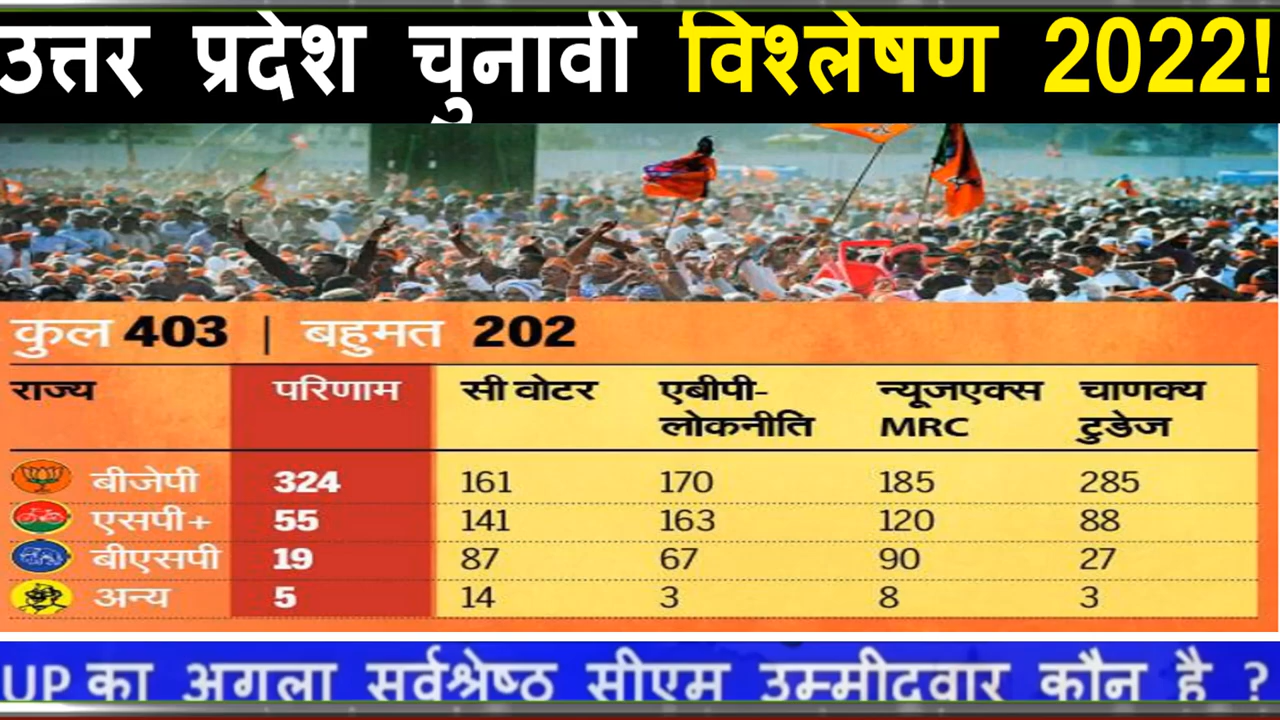 उत्तर प्रदेश चुनावी विश्लेषण 2022!
कुल 403 | बहुमत 202
राज्य परिणाम सी वोटर एबीपी-लोकनीति न्यूजएक्स MRC चाणक्य टुडेज
बीजेपी 324 161 170 185 285
एसपी+ 55 141 163 120 88
बीएसपी 19 87 67 90 27
अन्य 5 14 3 8 3
UP का अगला सर्वश्रेष्ठ सीएम उम्मीदवार कौन है ?